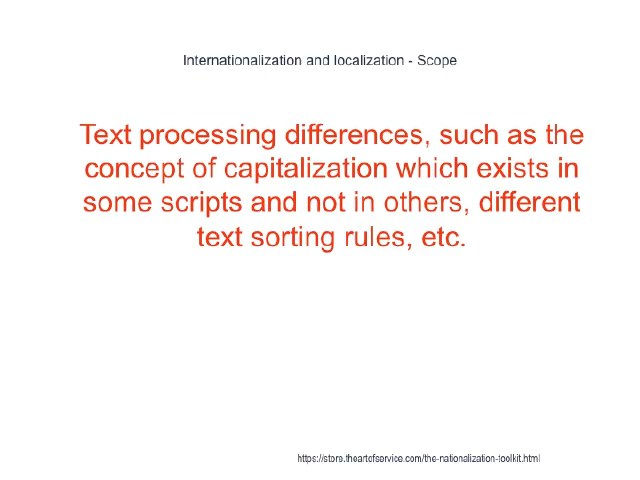 Internationalization and localization - Scope
Text processing differences, such as the
concept of capitalization which exists in
some scripts and not in others, different
text sorting rules, etc.
https://store.theartofservice.com/the-nationalization-toolkit.html